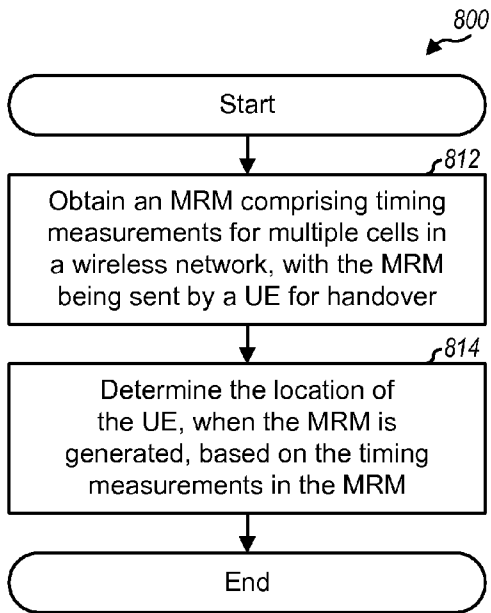 800
Start
812
Obtain an MRM comprising timing
measurements for multiple cells in
a wireless network, with the MRM
being sent by a UE for handover
814
Determine the location of
the UE, when the MRM is
generated, based on the timing
measurements in the MRM
End